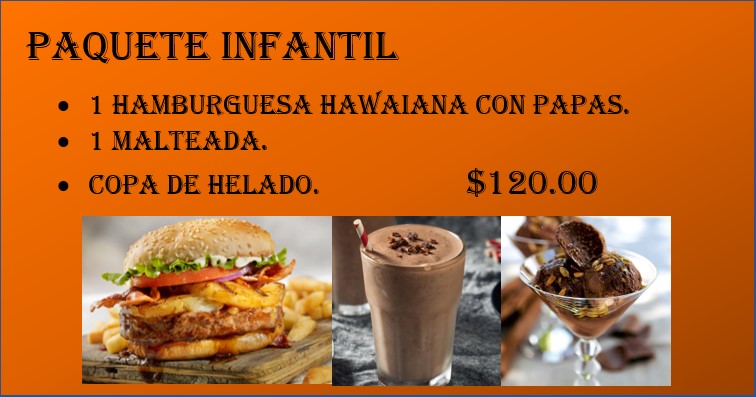 PAQUETE INFANTIL
• 1 HAMBURGUESA HAWAIANA CON PAPAS.
• 1 MALTEADA.
• COPA DE HELADO. $120.00